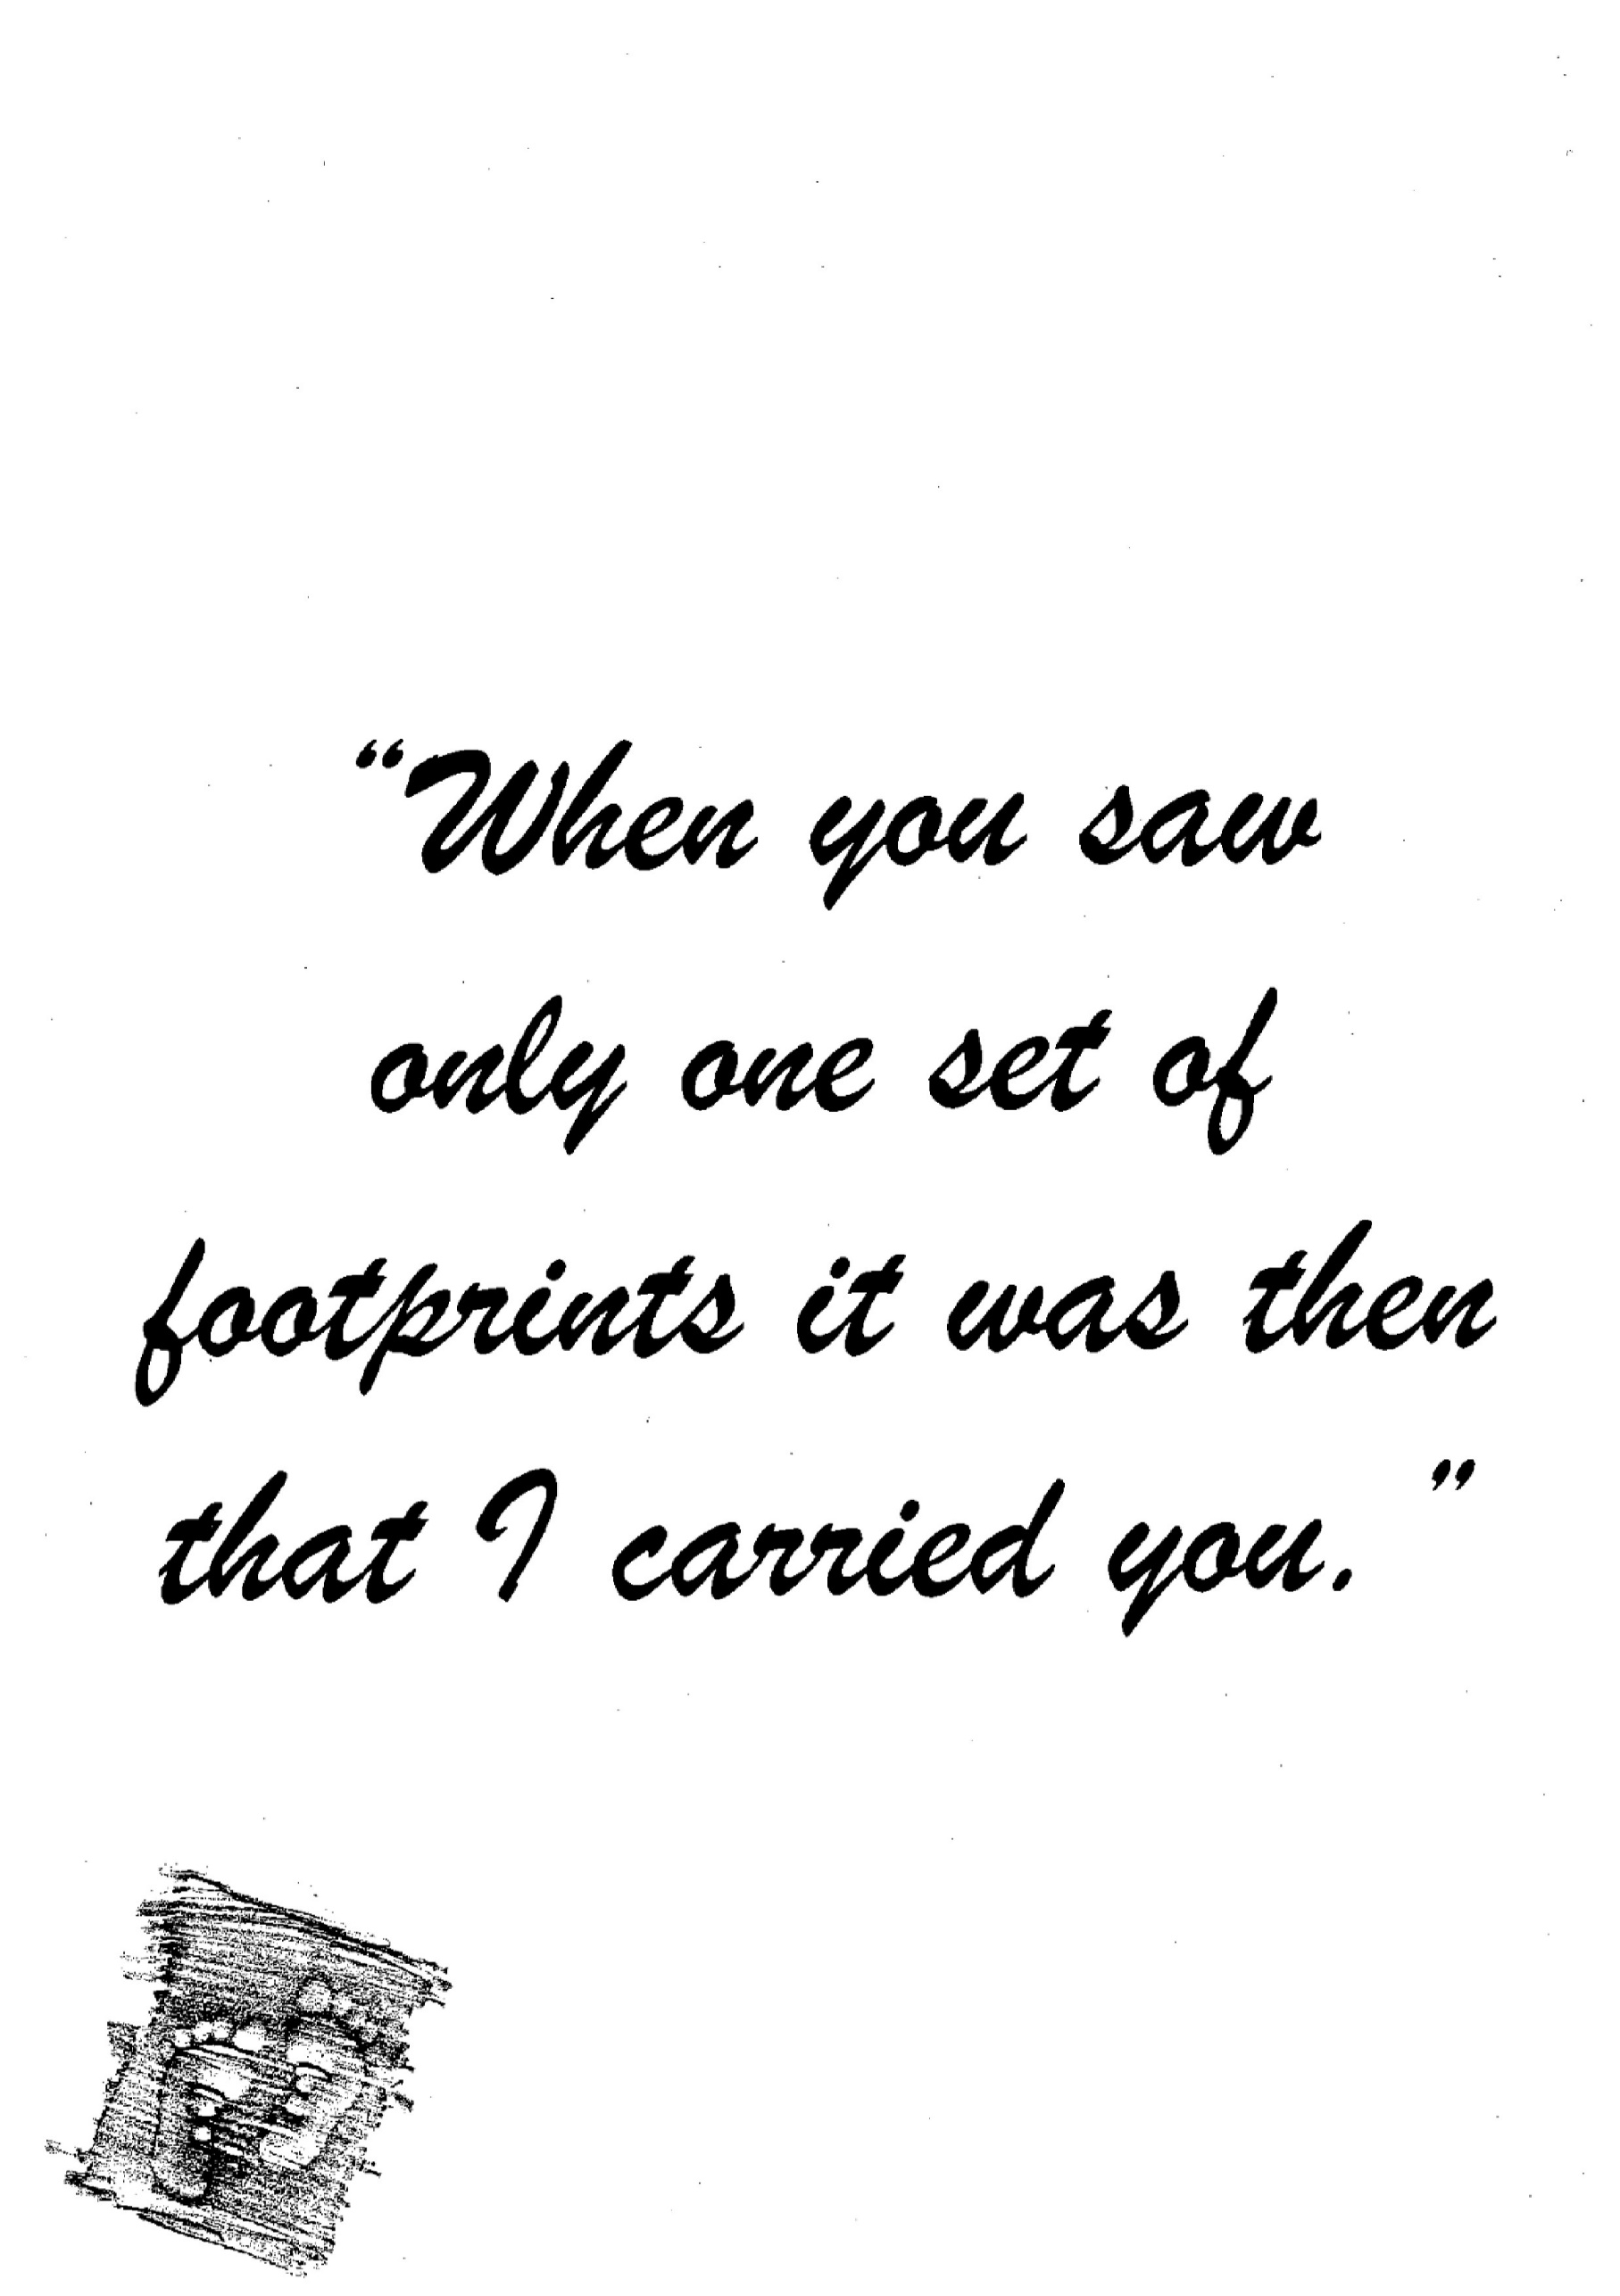 “When you saw
only one set of
footprints it was then
that I carried you.”